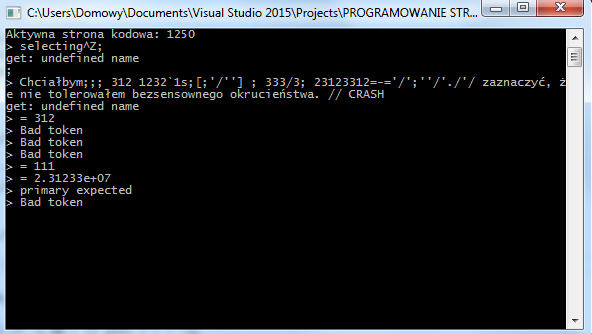 C:\Users\Domowy\Documents\Visual Studio 2015\Projects\PROGRAMOWANIE STR...
Aktywna strona kodowa: 1250
> selecting^Z;
get: undefined name
;
> Chciałbym;;; 312 1232`1s;[;'/''] ; 333/3; 23123312=-='/';''/'./'/ zaznaczyć, ż
e nie tolerowałem bezsensownego okrucieństwa. // CRASH
get: undefined name
> = 312
> Bad token
> Bad token
> Bad token
> = 111
> = 2.31233e+07
> primary expected
> Bad token